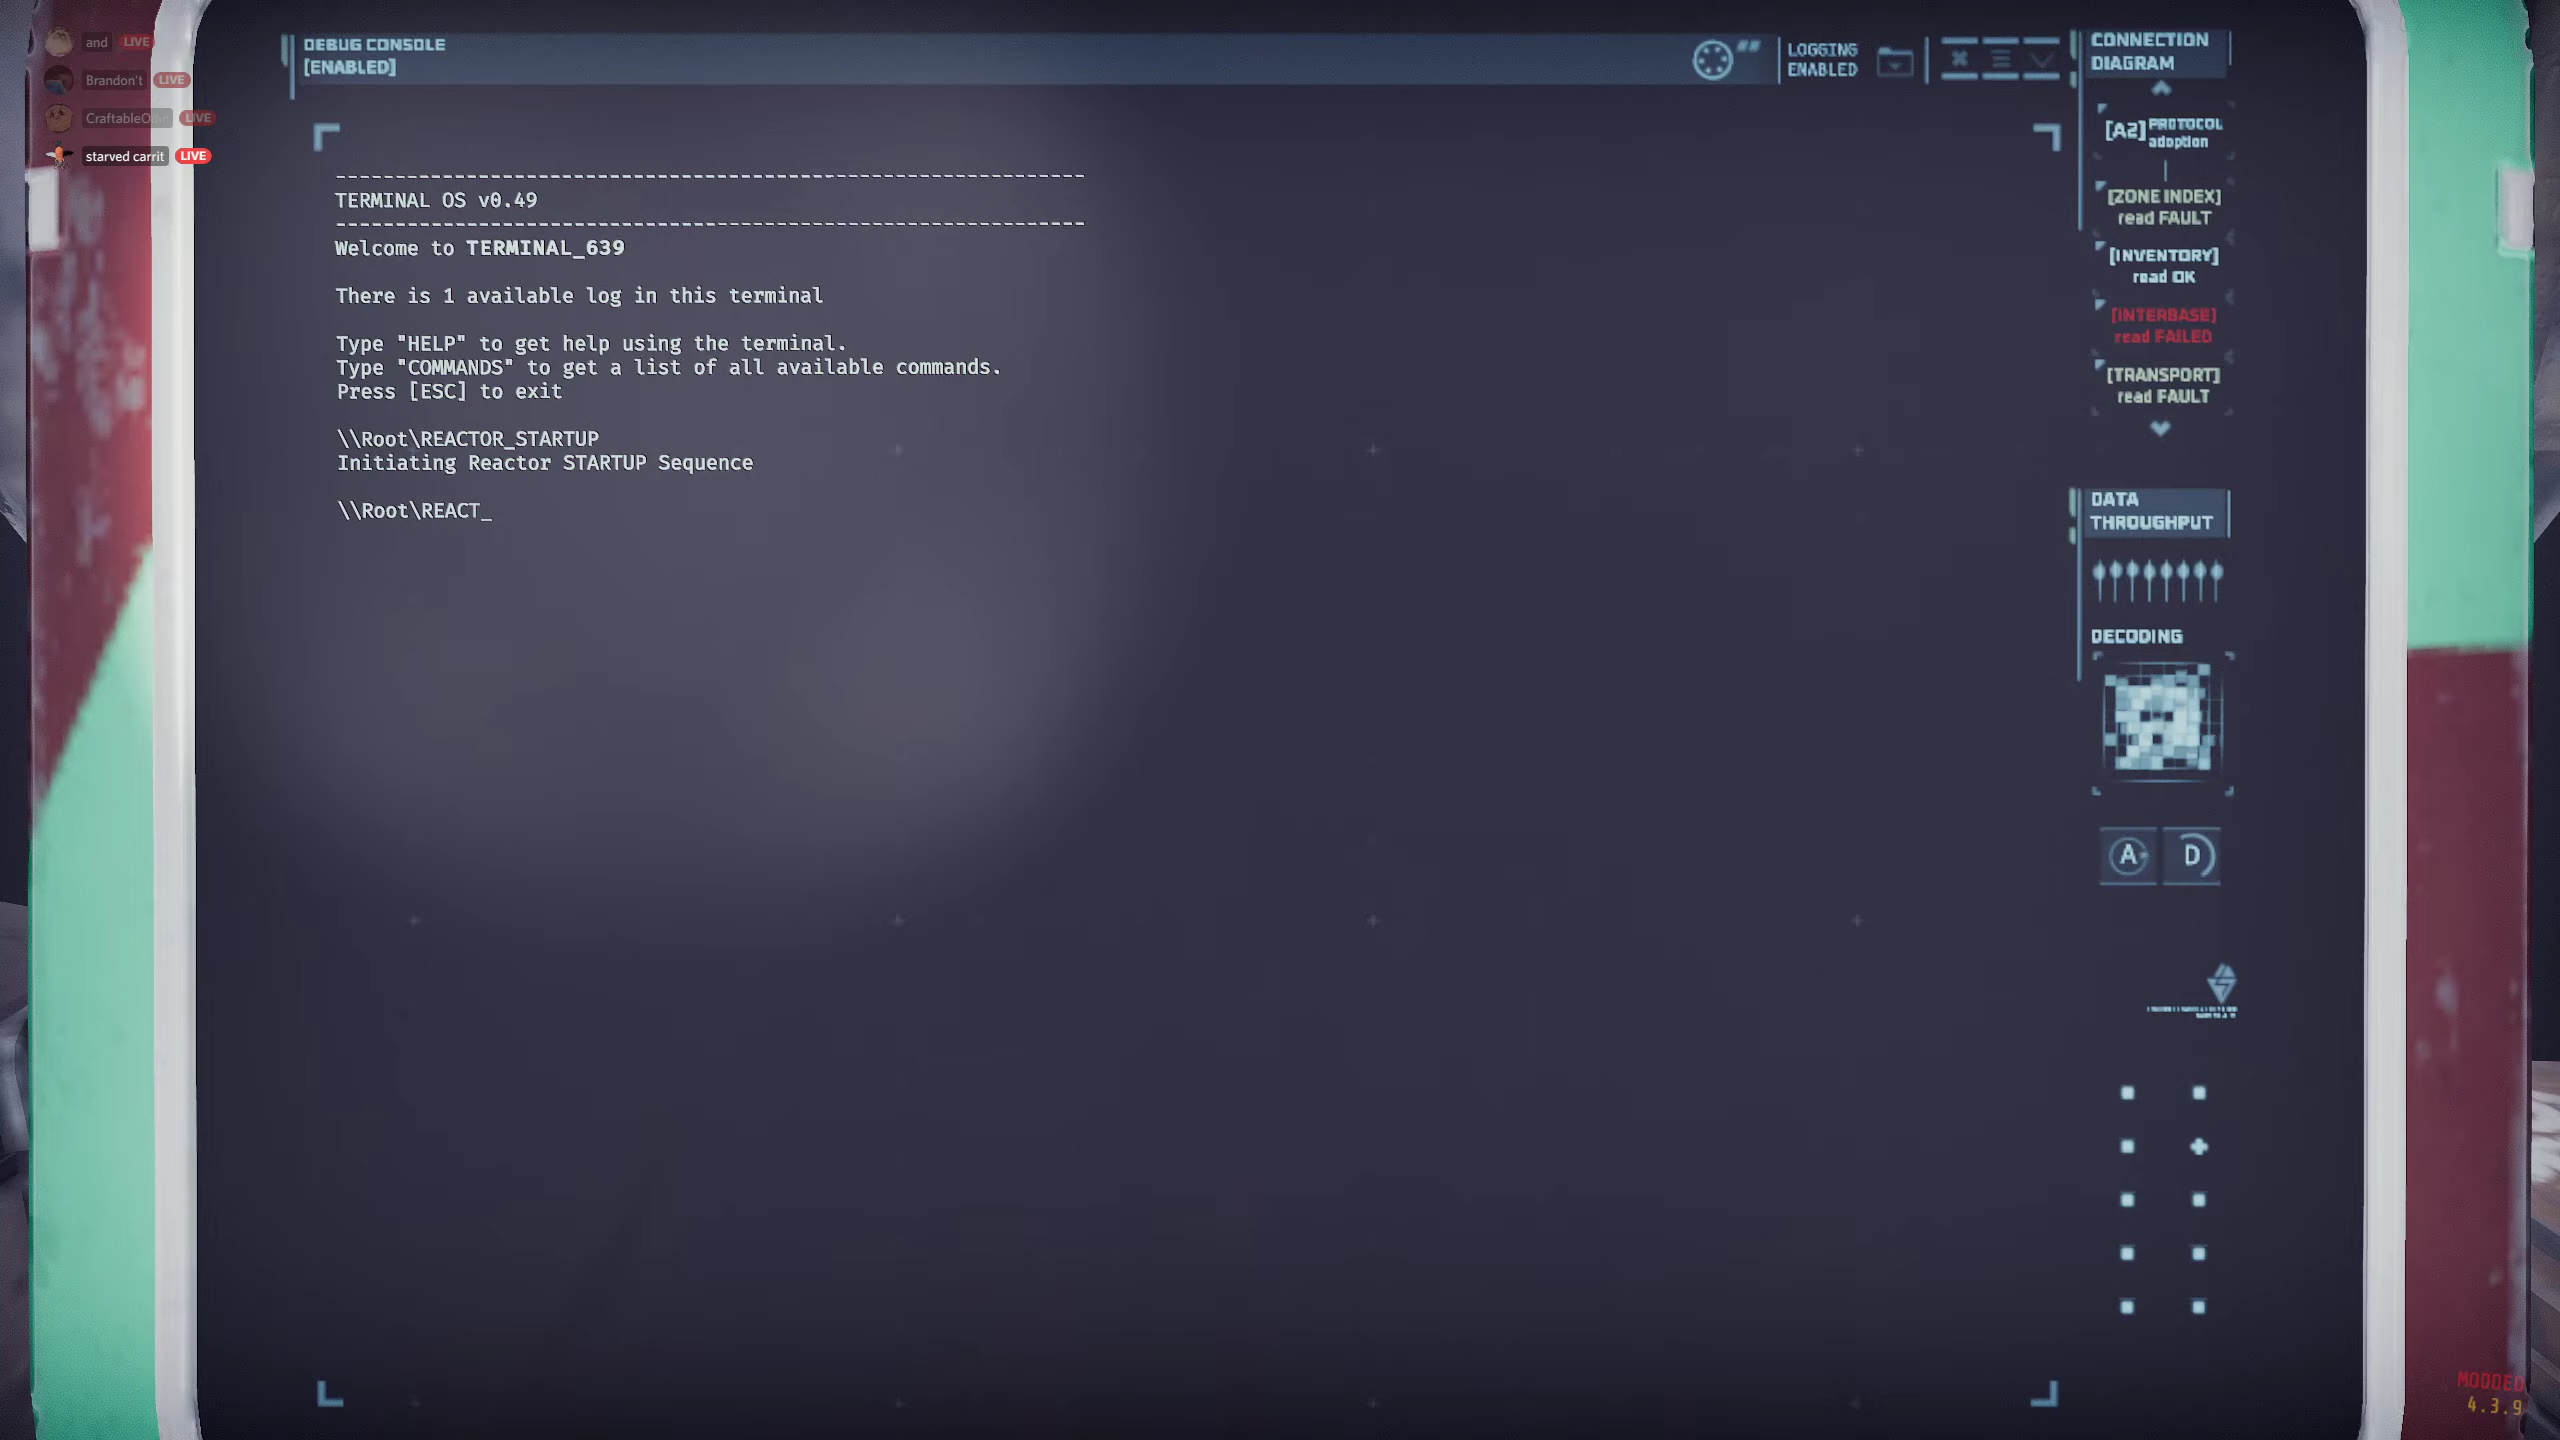 and LIVE
Brandon't LIVE
CraftableO LIVE
starved carrit LIVE
DEBUG CONSOLE
[ENABLED]
LOGGING
ENABLED
TERMINAL OS v0.49
Welcome to TERMINAL_639
There is 1 available log in this terminal
Type "HELP" to get help using the terminal.
Type "COMMANDS" to get a list of all available commands.
Press [ESC] to exit
\\Root\REACTOR_STARTUP
Initiating Reactor STARTUP Sequence
\\Root\REACT_
CONNECTION
DIAGRAM
[A2] PROTOCOL
adoption
[ZONE INDEX]
read FAULT
[INVENTORY]
read OK
[INTERBASE]
read FAILED
[TRANSPORT]
read FAULT
DATA
THROUGHPUT
DECODING
A D
MODDED
4.3.9